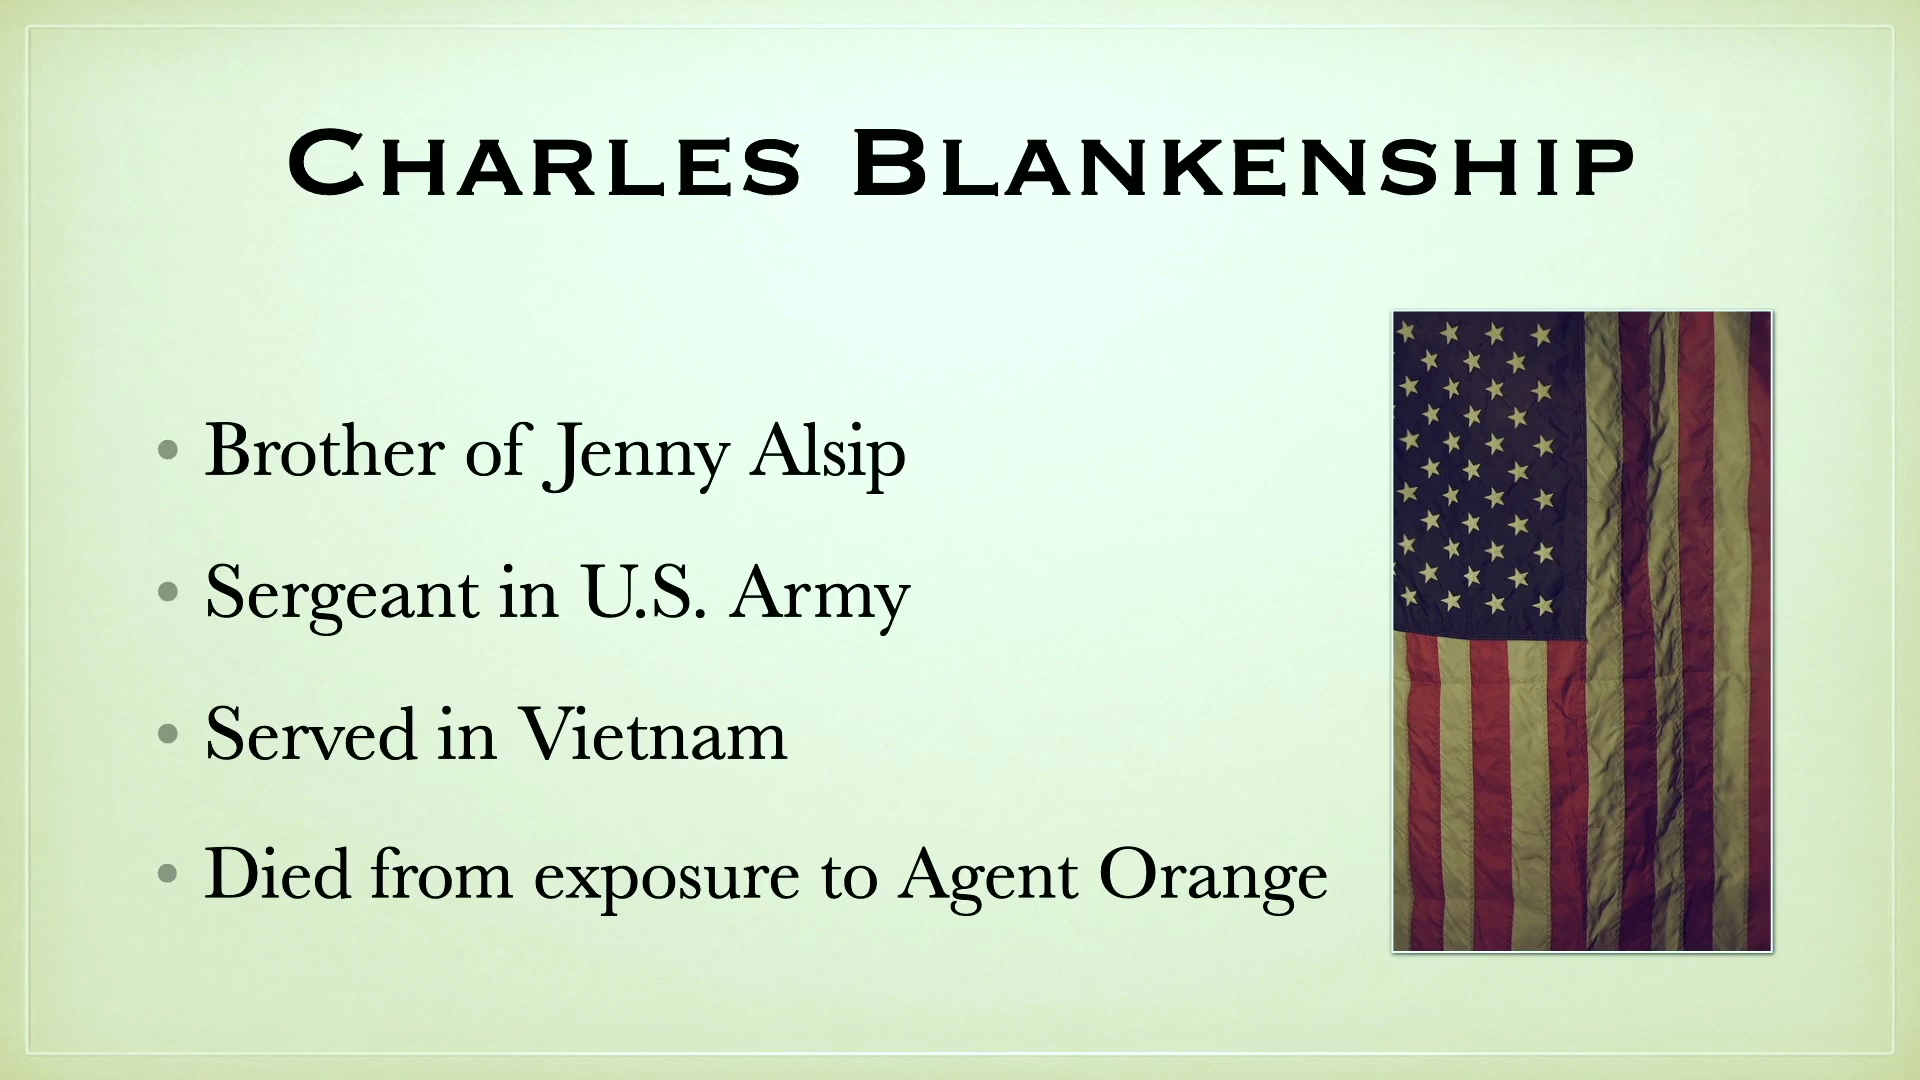 Charles Blankenship
• Brother of Jenny Alsip
• Sergeant in U.S. Army
• Served in Vietnam
• Died from exposure to Agent Orange